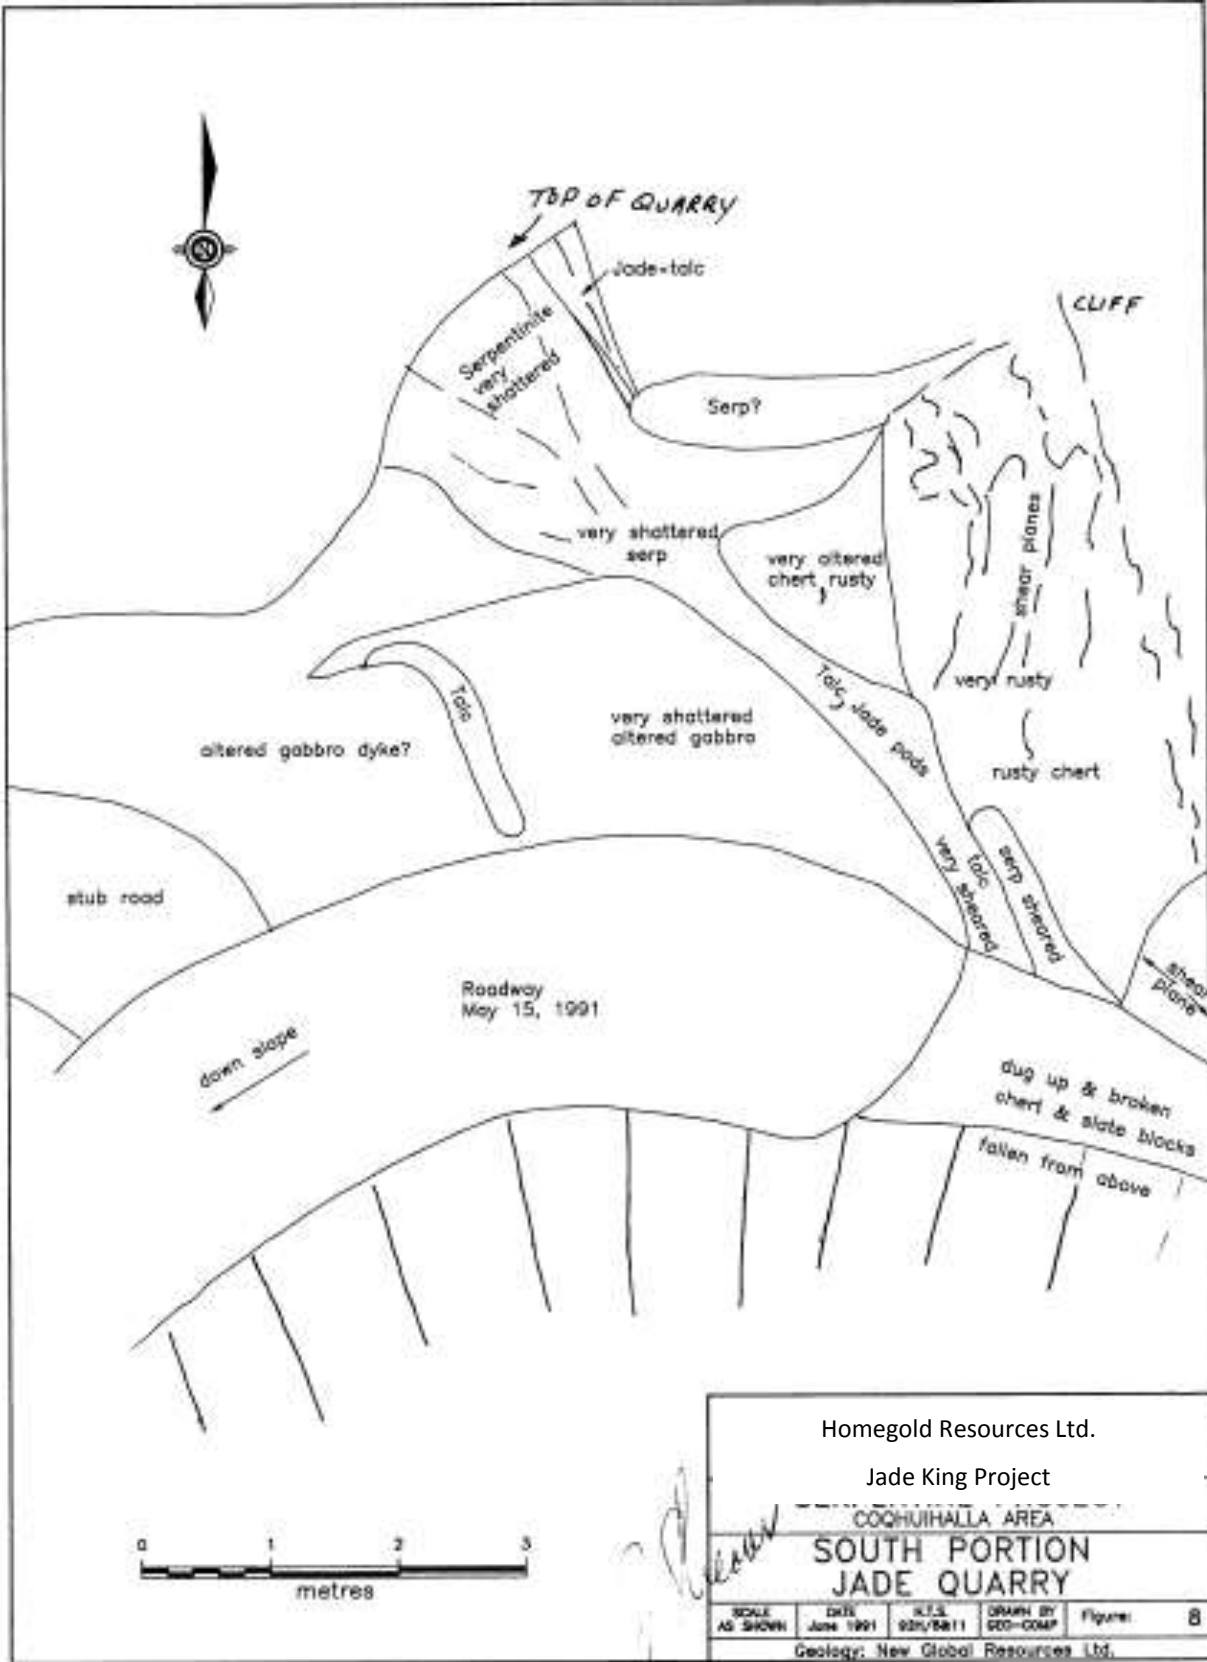 TOP OF QUARRY
Jade-talc
CLIFF
Serpentinite
very
shattered
Serp?
very shattered
serp
very altered
chert, rusty
shear planes
very rusty
rusty chert
Talc, Jade pods
Talc
altered gabbro dyke?
very shattered
altered gabbro
talc
very sheared
serp sheared
stub road
shear
plane
Roadway
May 15, 1991
down slope
dug up & broken
chert & slate blocks
fallen from above
0 1 2 3
metres
Homegold Resources Ltd.
Jade King Project
COQHUIHALLA AREA
SOUTH PORTION
JADE QUARRY
SCALE
AS SHOWN
DATE
June 1991
N.T.S.
DRAWN BY
GEO-COMP
Figure: 8
Geology: New Global Resources Ltd.